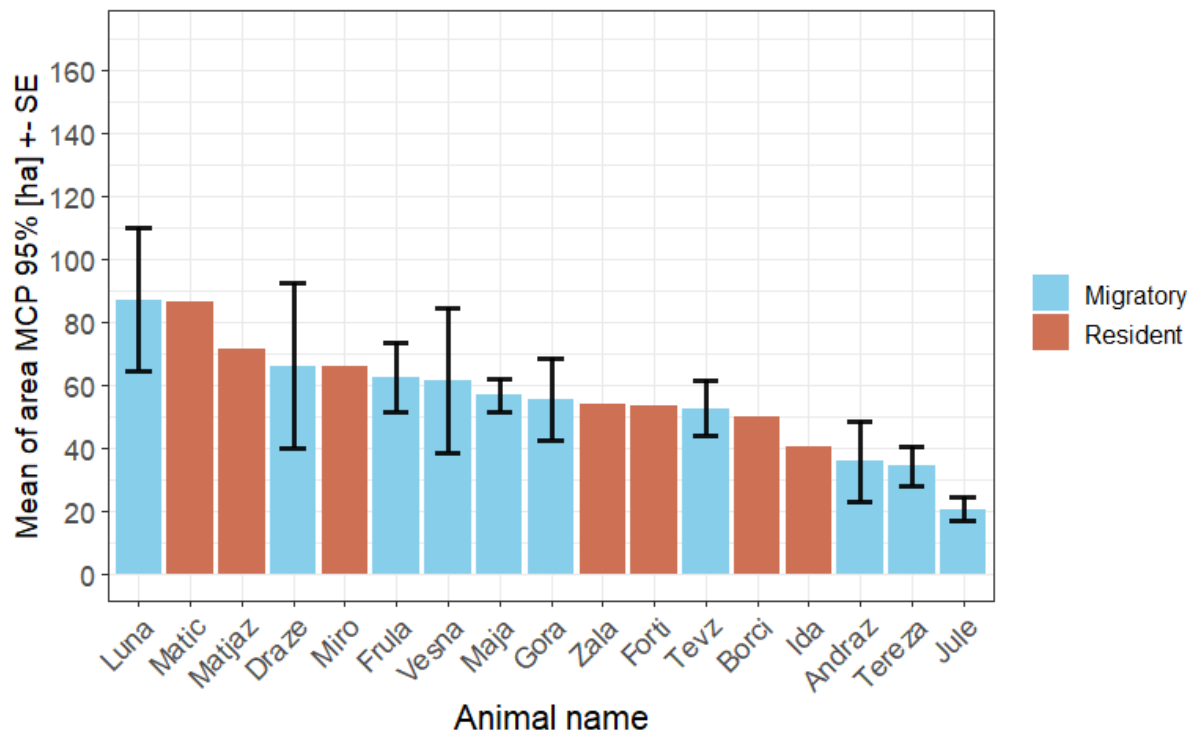 Mean of area MCP 95% [ha] +- SE
160
140
120
100
80
60
40
20
0
Luna
Matic
Matjaz
Draze
Miro
Frula
Vesna
Maja
Gora
Zala
Forti
Tevz
Borci
Ida
Andraz
Tereza
Jule
Animal name
Migratory
Resident